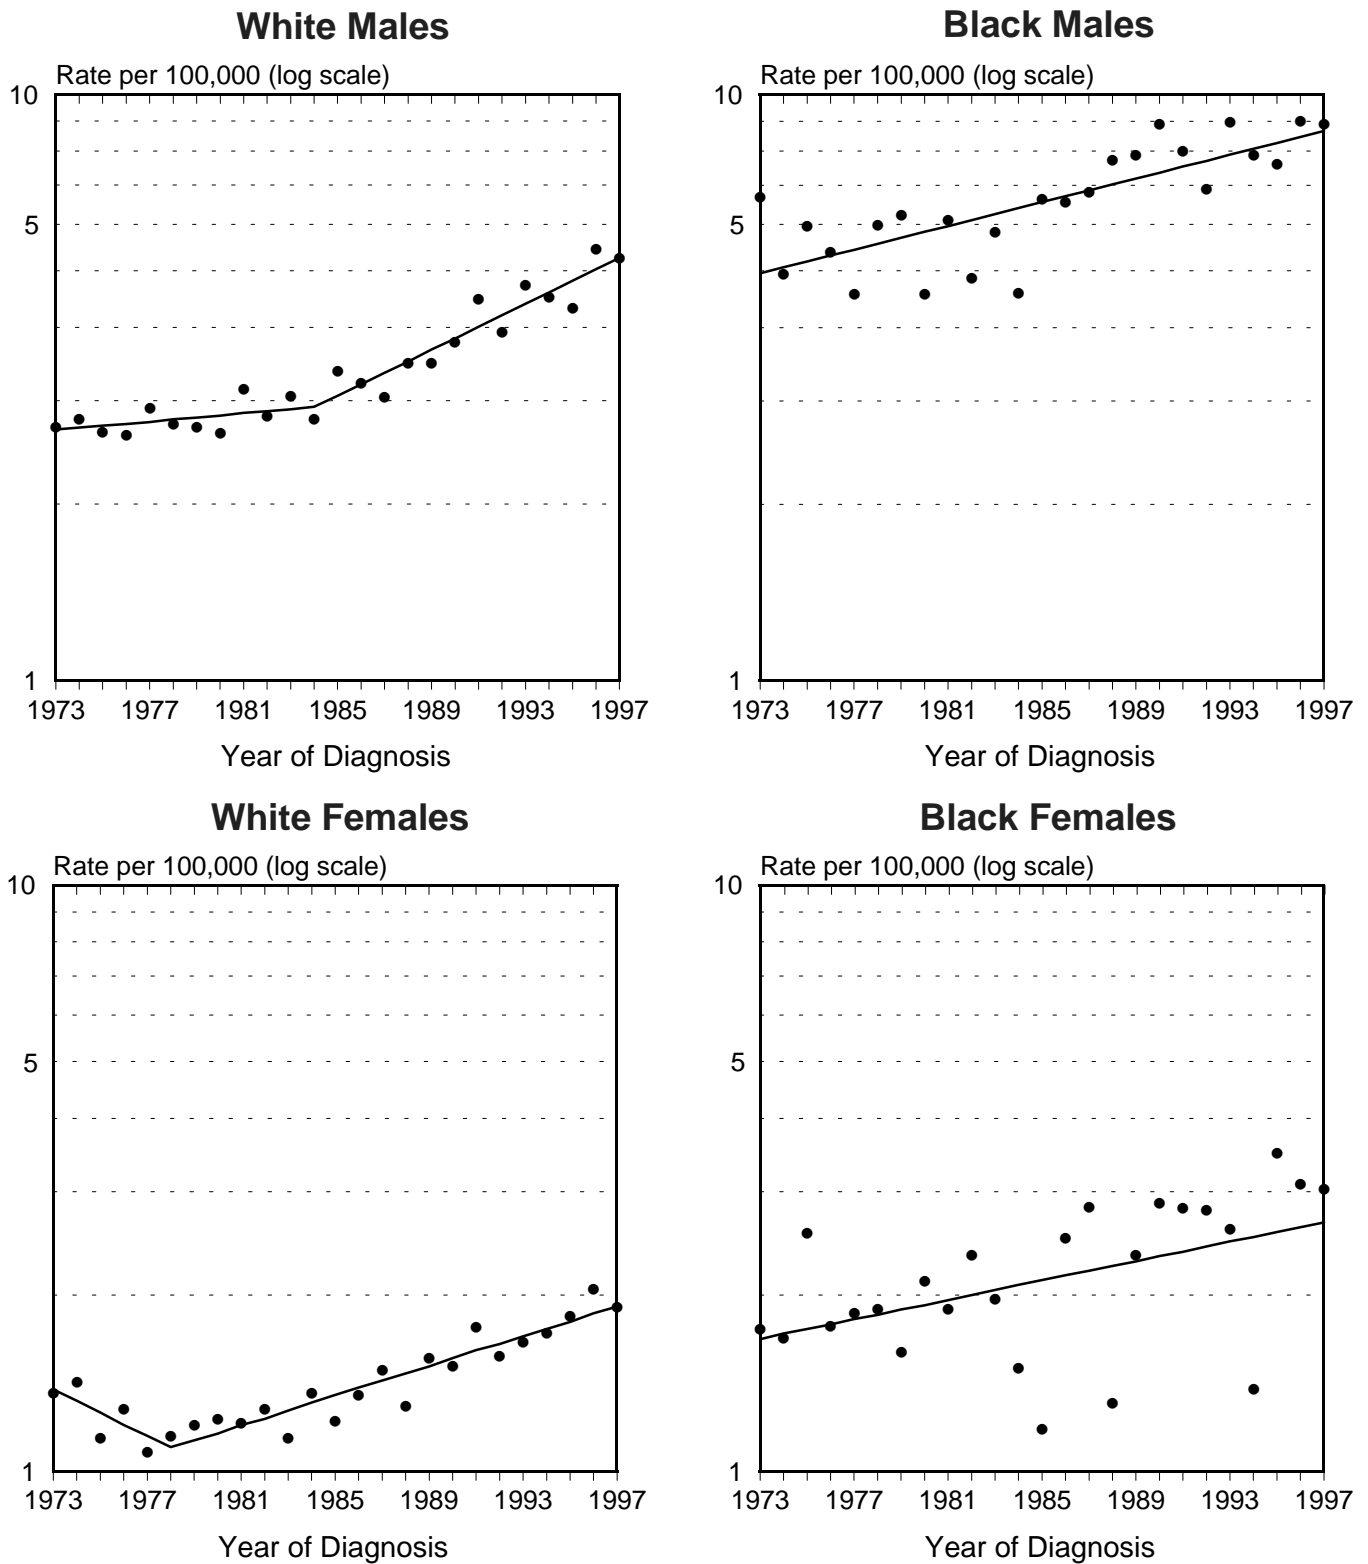 White Males
Rate per 100,000 (log scale)
10
5
1
1973 1977 1981 1985 1989 1993 1997
Year of Diagnosis
Black Males
Rate per 100,000 (log scale)
10
5
1
1973 1977 1981 1985 1989 1993 1997
Year of Diagnosis
White Females
Rate per 100,000 (log scale)
10
5
1
1973 1977 1981 1985 1989 1993 1997
Year of Diagnosis
Black Females
Rate per 100,000 (log scale)
10
5
1
1973 1977 1981 1985 1989 1993 1997
Year of Diagnosis